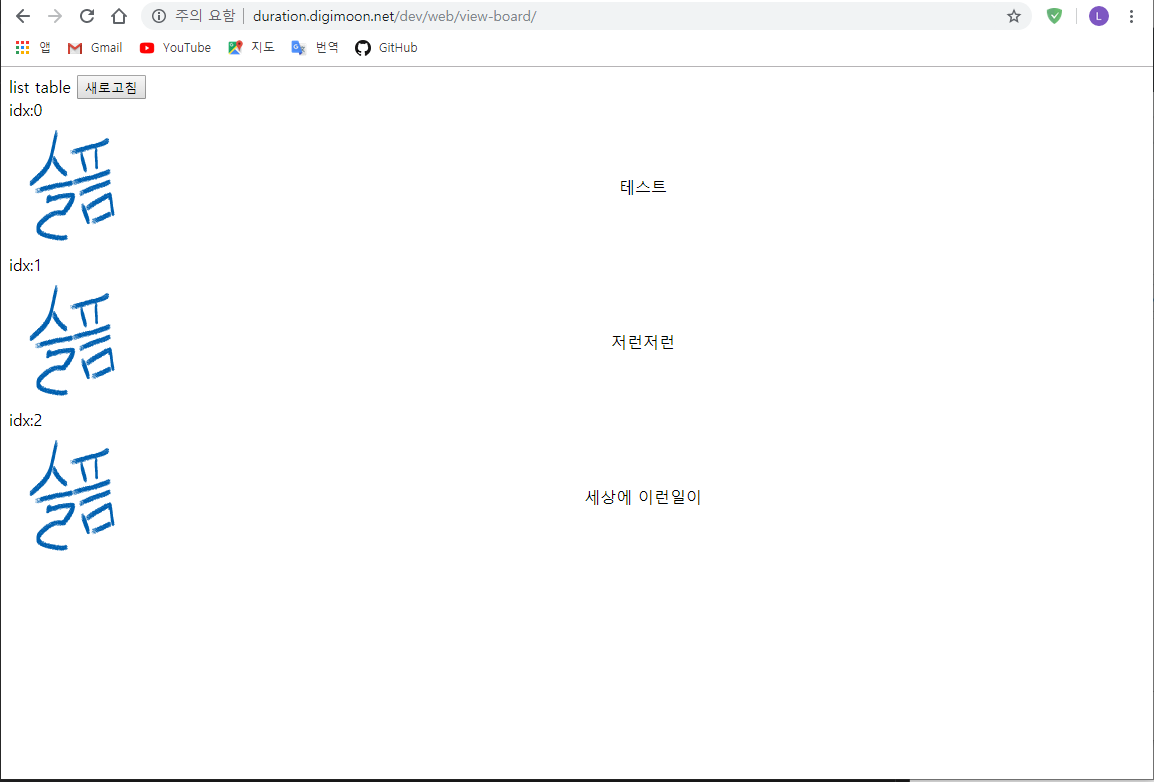 주의 요함 duration.digimoon.net/dev/web/view-board/ L
앱 Gmail YouTube 지도 번역 GitHub
list table 새로고침
idx:0
슬픔 테스트
idx:1
슬픔 저런저런
idx:2
슬픔 세상에 이런일이